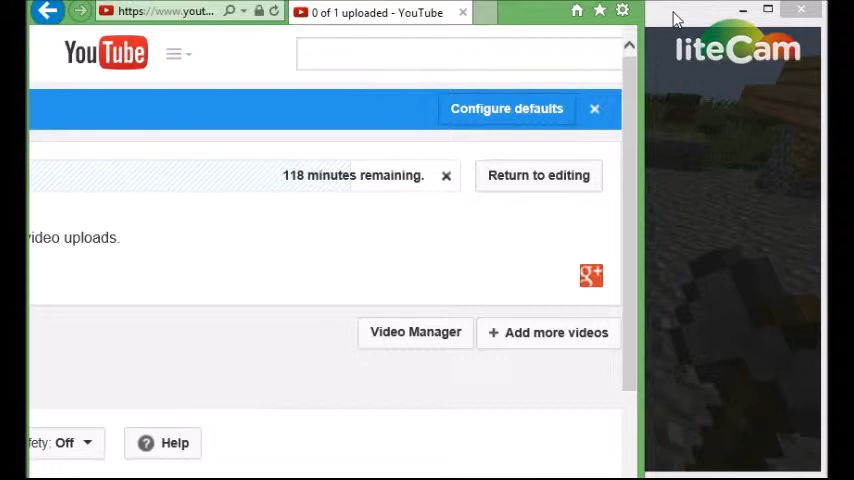 https://www.yout...
0 of 1 uploaded - YouTube
liteCam
YouTube
Configure defaults
118 minutes remaining.
Return to editing
video uploads.
g+
Video Manager
+ Add more videos
fety: Off
? Help